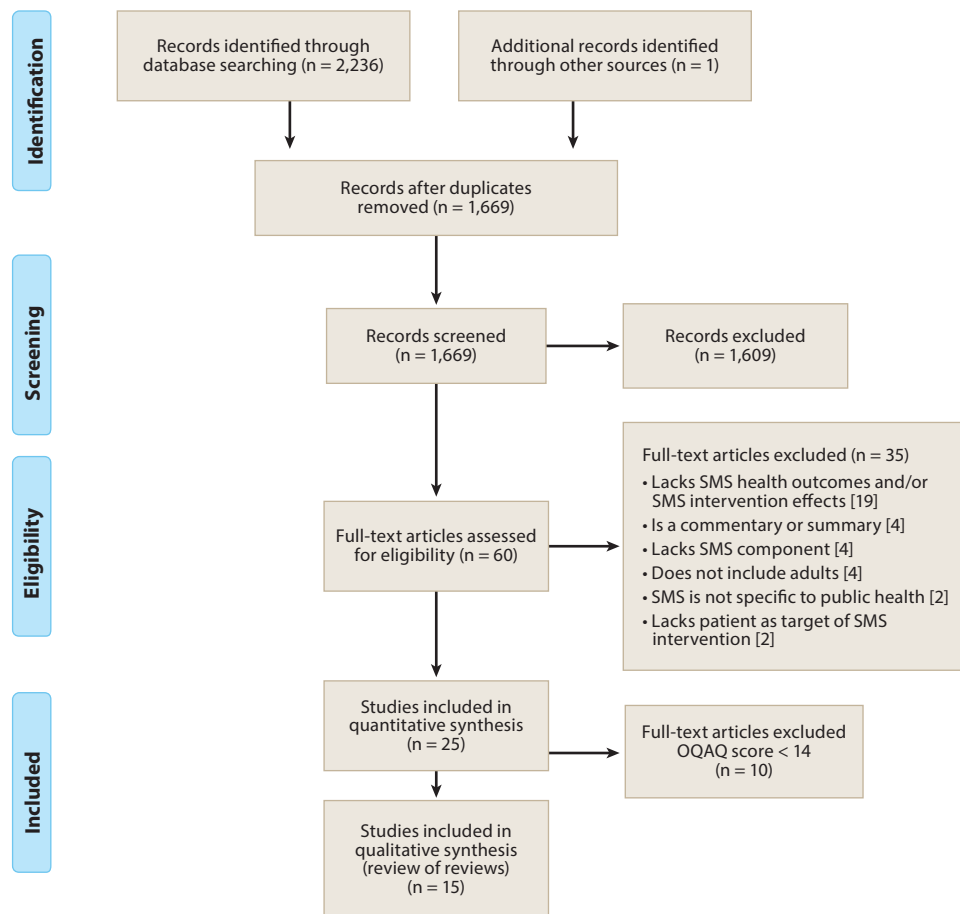 Identification
Records identified through
database searching (n = 2,236)
Additional records identified
through other sources (n = 1)
Records after duplicates
removed (n = 1,669)
Screening
Records screened
(n = 1,669)
Records excluded
(n = 1,609)
Eligibility
Full-text articles assessed
for eligibility (n = 60)
Full-text articles excluded (n = 35)
• Lacks SMS health outcomes and/or
SMS intervention effects [19]
• Is a commentary or summary [4]
• Lacks SMS component [4]
• Does not include adults [4]
• SMS is not specific to public health [2]
• Lacks patient as target of SMS
intervention [2]
Included
Studies included in
quantitative synthesis
(n = 25)
Full-text articles excluded
OQAQ score < 14
(n = 10)
Studies included in
qualitative synthesis
(review of reviews)
(n = 15)